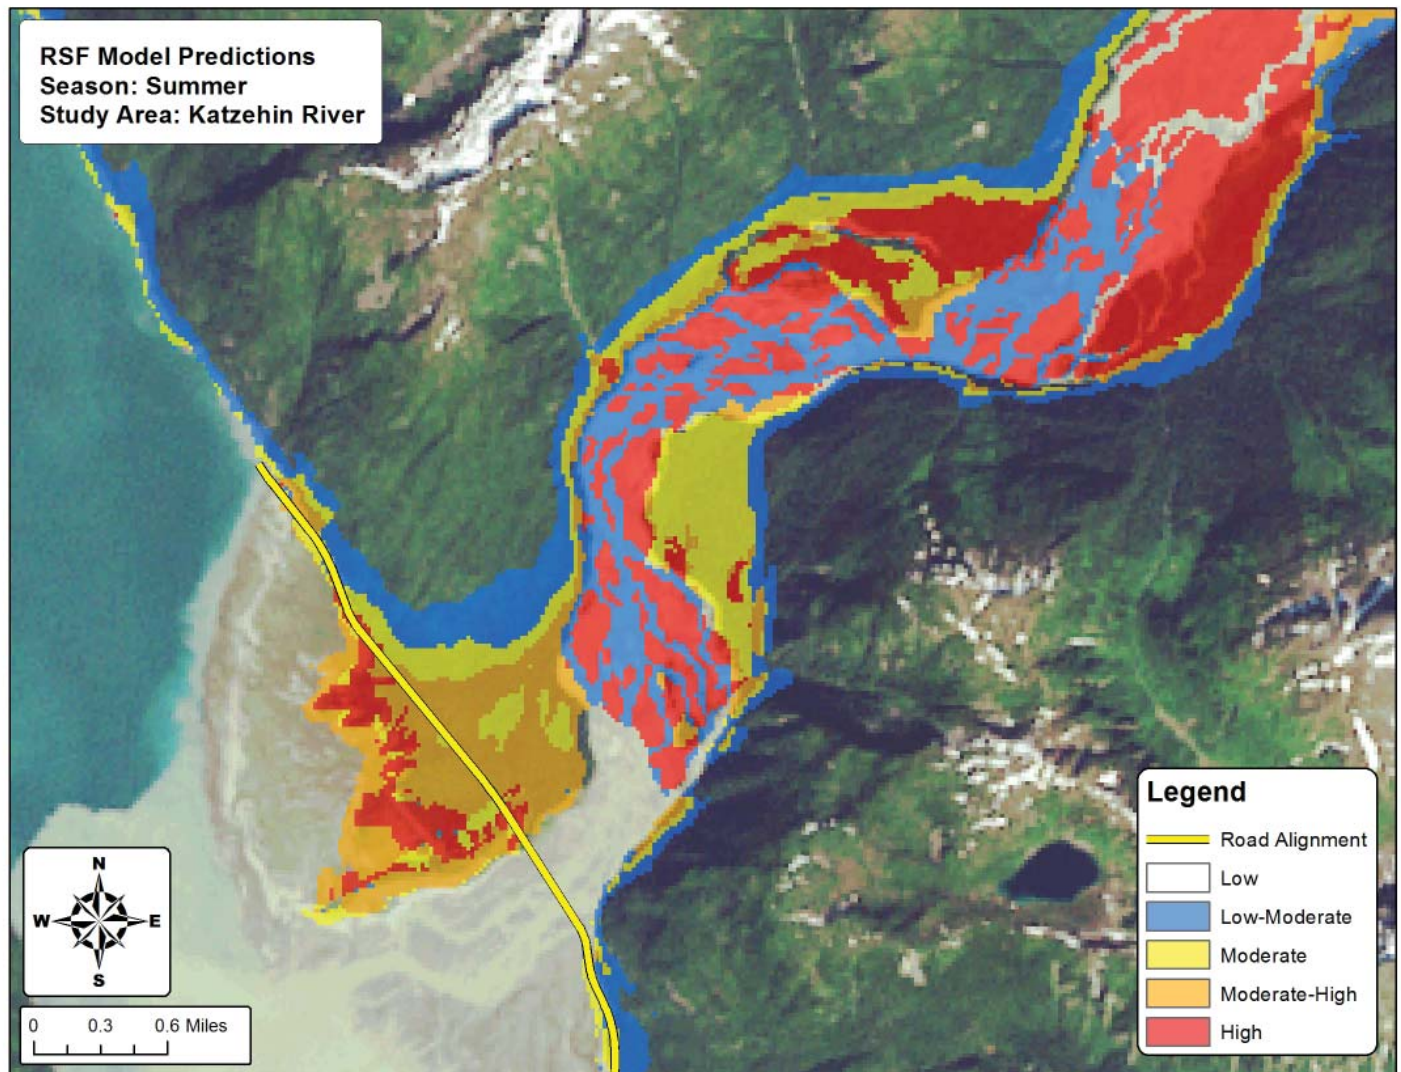 RSF Model Predictions
Season: Summer
Study Area: Katzehin River
Legend
Road Alignment
Low
Low-Moderate
Moderate
Moderate-High
High
N
W E
S
0 0.3 0.6 Miles